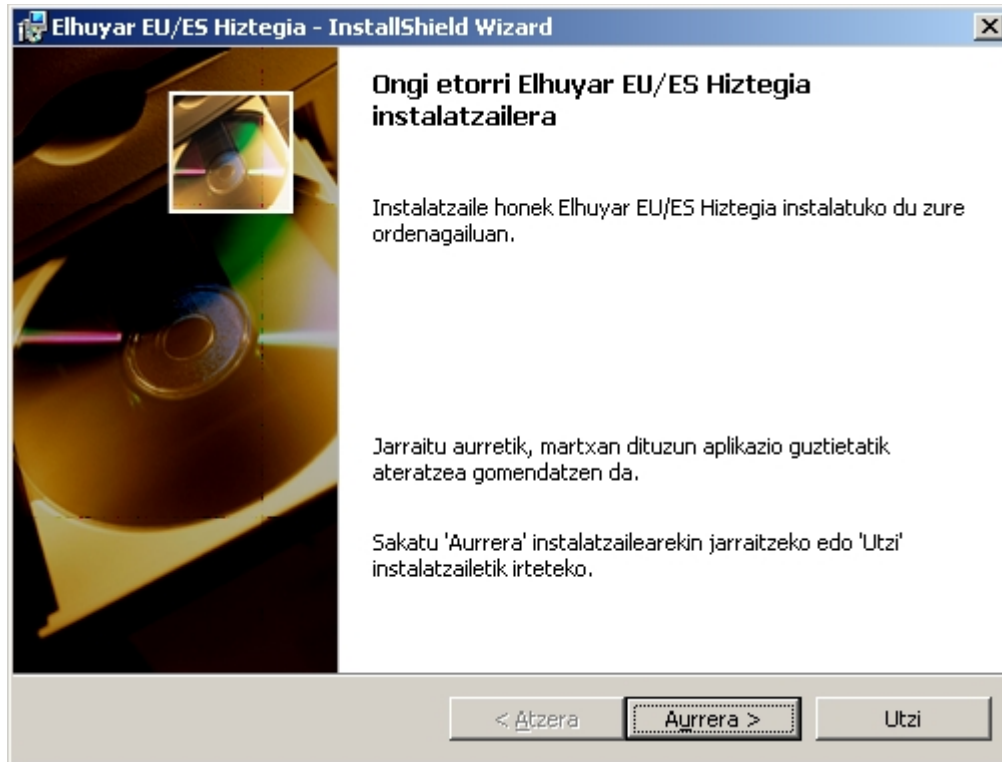 Elhuyar EU/ES Hiztegia - InstallShield Wizard
Ongi etorri Elhuyar EU/ES Hiztegia
instalatzailera
Instalatzaile honek Elhuyar EU/ES Hiztegia instalatuko du zure
ordenagailuan.
Jarraitu aurretik, martxan dituzun aplikazio guztietatik
ateratzea gomendatzen da.
Sakatu 'Aurrera' instalatzailearekin jarraitzeko edo 'Utzi'
instalatzailetik irteteko.
< Atzera Aurrera > Utzi